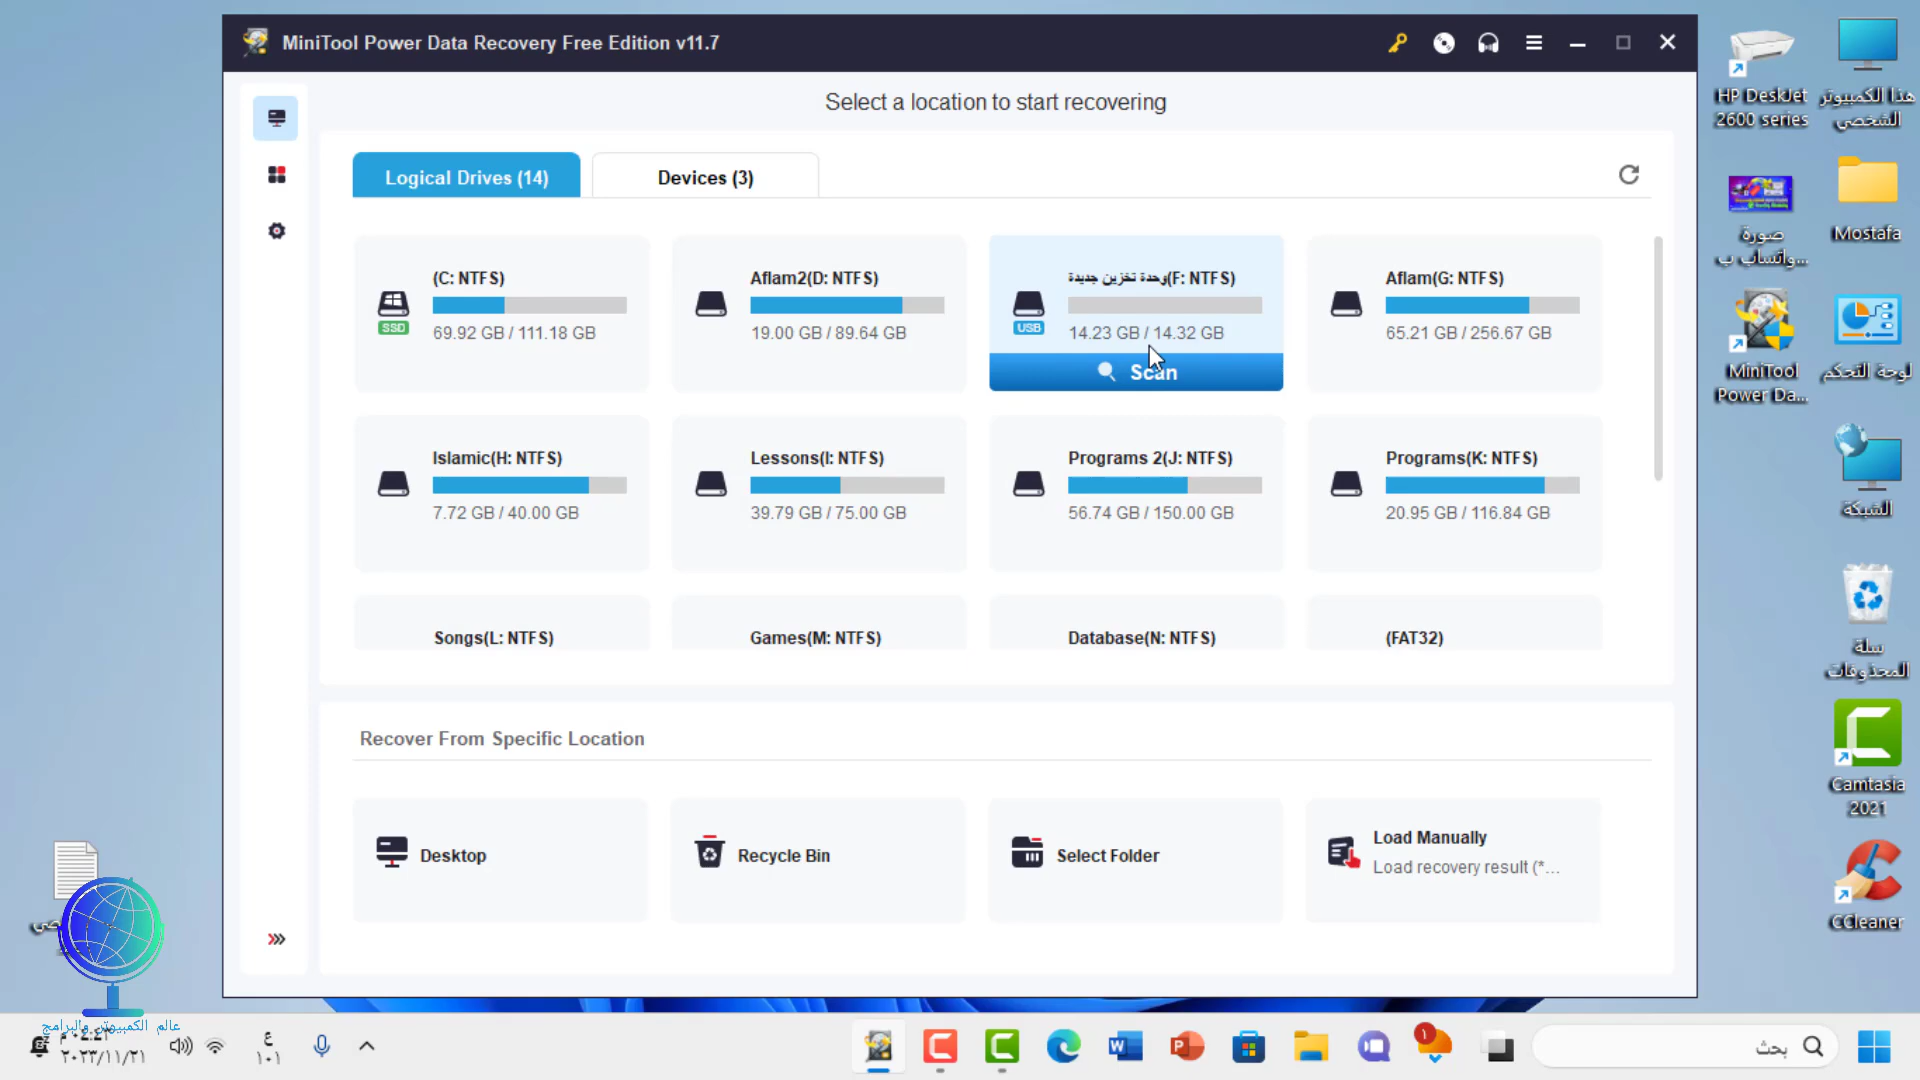 MiniTool Power Data Recovery Free Edition v11.7
Select a location to start recovering
Logical Drives (14)
Devices (3)
(C: NTFS)
SSD
69.92 GB / 111.18 GB
Aflam2(D: NTFS)
19.00 GB / 89.64 GB
وحدة تخزين جديدة(F: NTFS)
USB
14.23 GB / 14.32 GB
Scan
Aflam(G: NTFS)
65.21 GB / 256.67 GB
Islamic(H: NTFS)
7.72 GB / 40.00 GB
Lessons(I: NTFS)
39.79 GB / 75.00 GB
Programs 2(J: NTFS)
56.74 GB / 150.00 GB
Programs(K: NTFS)
20.95 GB / 116.84 GB
Songs(L: NTFS)
Games(M: NTFS)
Database(N: NTFS)
(FAT32)
Recover From Specific Location
Desktop
Recycle Bin
Select Folder
Load Manually
Load recovery result (*...
HP DeskJet
2600 series
هذا الكمبيوتر
الشخصي
صورة
واتساب ب...
Mostafa
MiniTool
Power Da...
لوحة التحكم
الشبكة
سلة
المحذوفات
Camtasia
2021
CCleaner
عالم الكمبيوتر والبرامج
٢٠٢٣/١١/٢١
ع
١٠١
١
بحث